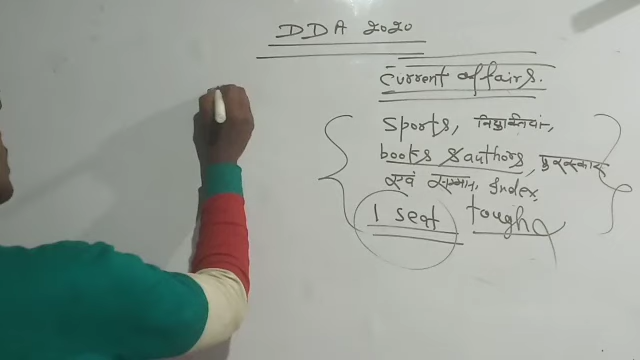 DDA 2020
Current affairs.
Sports, नियुक्तियां,
books & authors, पुरस्कार
एवं सम्मान, Index,
1 seat tough